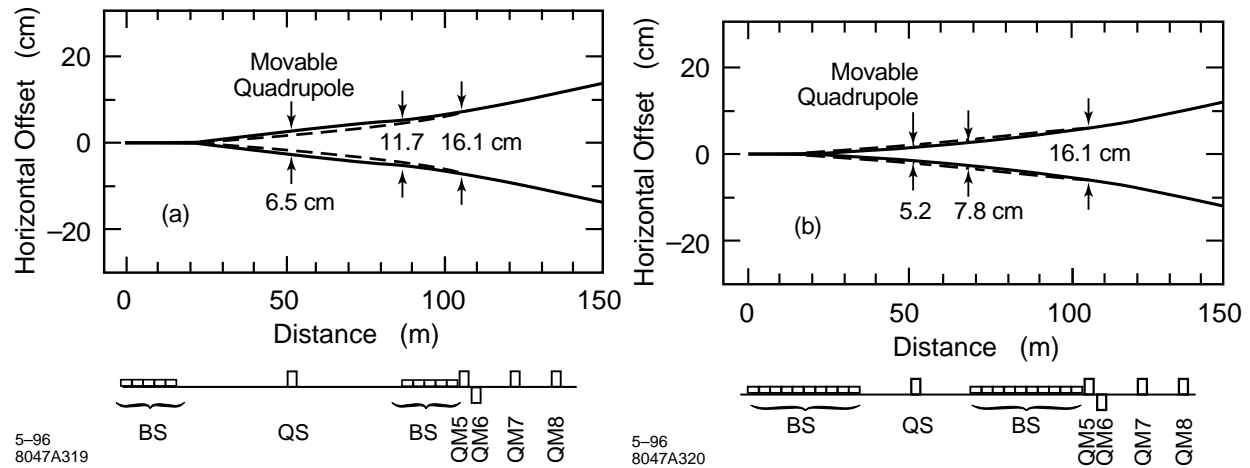 Horizontal Offset (cm)
20
0
–20
Movable
Quadrupole
11.7
16.1 cm
6.5 cm
(a)
0
50
100
150
Distance (m)
BS
QS
BS
QM5
QM6
QM7
QM8
5–96
8047A319
Horizontal Offset (cm)
20
0
–20
Movable
Quadrupole
16.1 cm
5.2
7.8 cm
(b)
0
50
100
150
Distance (m)
BS
QS
BS
QM5
QM6
QM7
QM8
5–96
8047A320